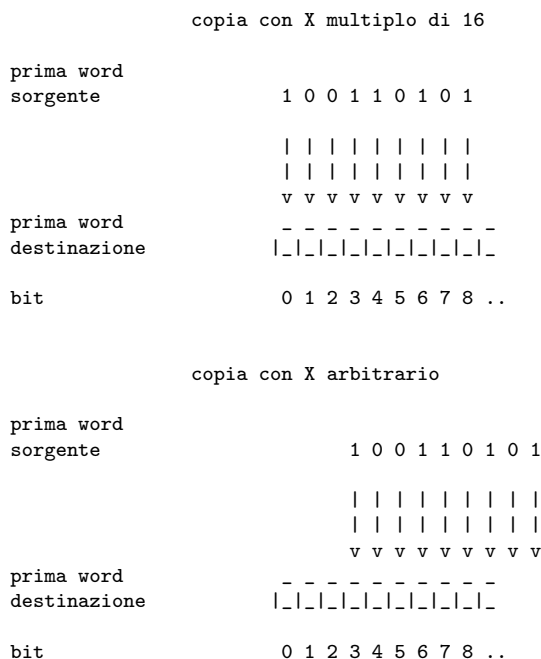 copia con X multiplo di 16
prima word
sorgente 1 0 0 1 1 0 1 0 1
| | | | | | | | |
| | | | | | | | |
v v v v v v v v v
prima word _ _ _ _ _ _ _ _ _ _
destinazione |_|_|_|_|_|_|_|_|_|_
bit 0 1 2 3 4 5 6 7 8 ..
copia con X arbitrario
prima word
sorgente 1 0 0 1 1 0 1 0 1
| | | | | | | | |
| | | | | | | | |
v v v v v v v v v
prima word _ _ _ _ _ _ _ _ _ _
destinazione |_|_|_|_|_|_|_|_|_|_
bit 0 1 2 3 4 5 6 7 8 ..